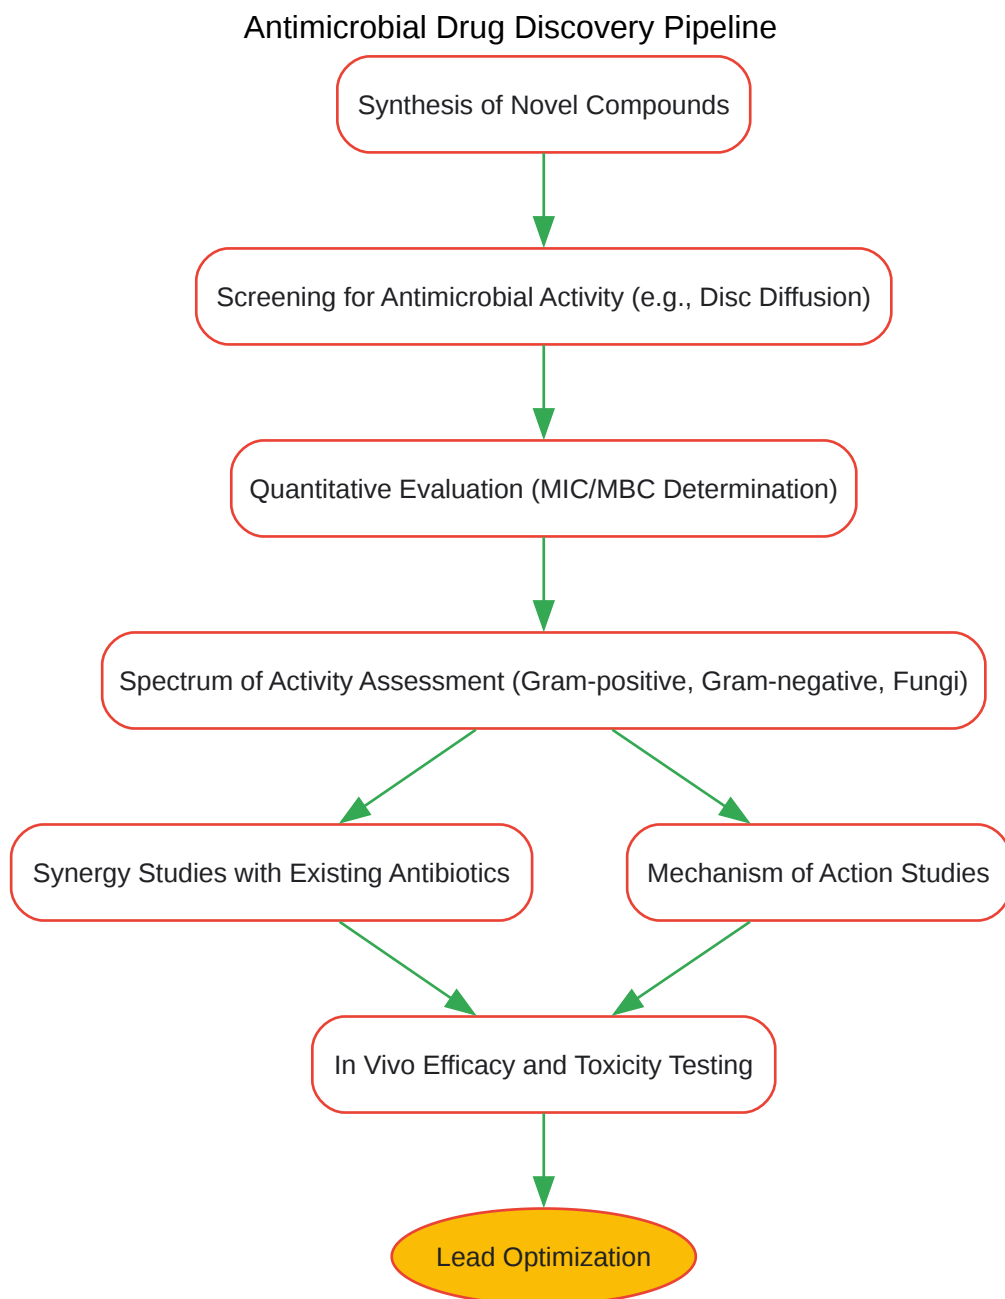 Antimicrobial Drug Discovery Pipeline
Synthesis of Novel Compounds
Screening for Antimicrobial Activity (e.g., Disc Diffusion)
Quantitative Evaluation (MIC/MBC Determination)
Spectrum of Activity Assessment (Gram-positive, Gram-negative, Fungi)
Synergy Studies with Existing Antibiotics
Mechanism of Action Studies
In Vivo Efficacy and Toxicity Testing
Lead Optimization